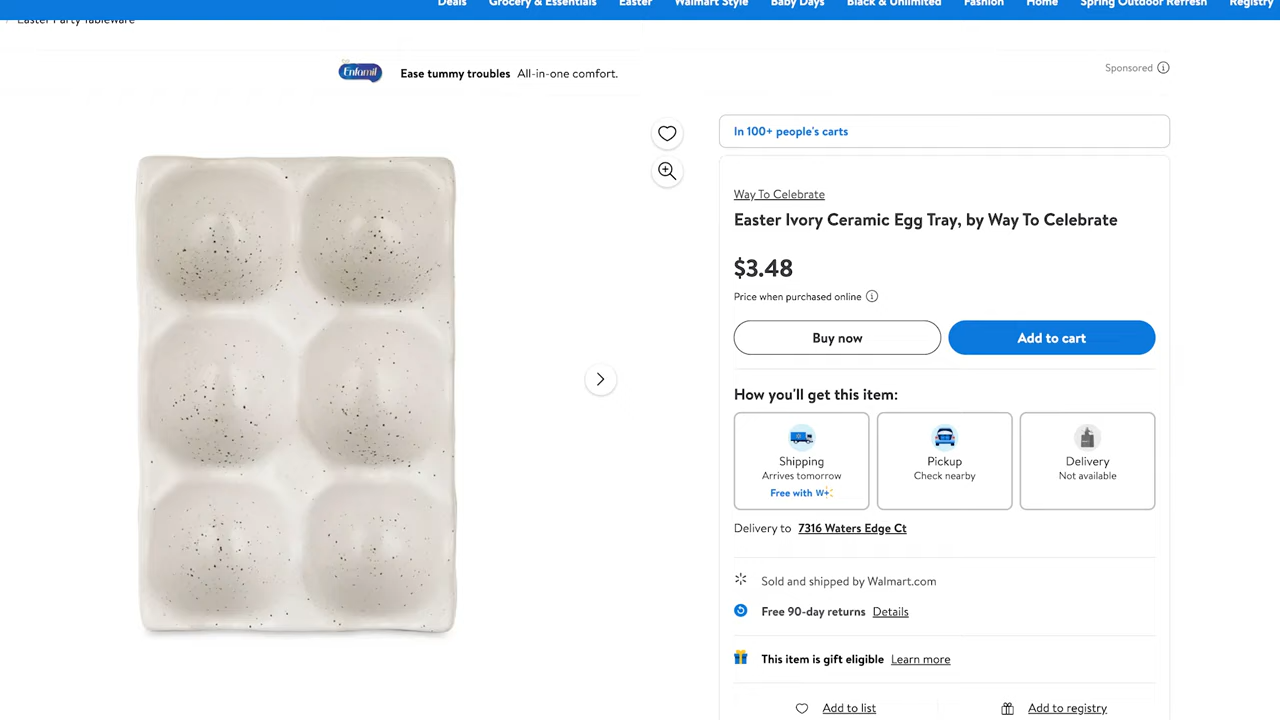 Deals Grocery & Essentials Easter Walmart Style Baby Days Black & Unlimited Fashion Home Spring Outdoor Refresh Registry
/ Easter Party Tableware
Enfamil Ease tummy troubles All-in-one comfort.
Sponsored
In 100+ people's carts
Way To Celebrate
Easter Ivory Ceramic Egg Tray, by Way To Celebrate
$3.48
Price when purchased online
Buy now Add to cart
How you'll get this item:
Shipping Pickup Delivery
Arrives tomorrow Check nearby Not available
Free with W+
Delivery to 7316 Waters Edge Ct
Sold and shipped by Walmart.com
Free 90-day returns Details
This item is gift eligible Learn more
Add to list Add to registry